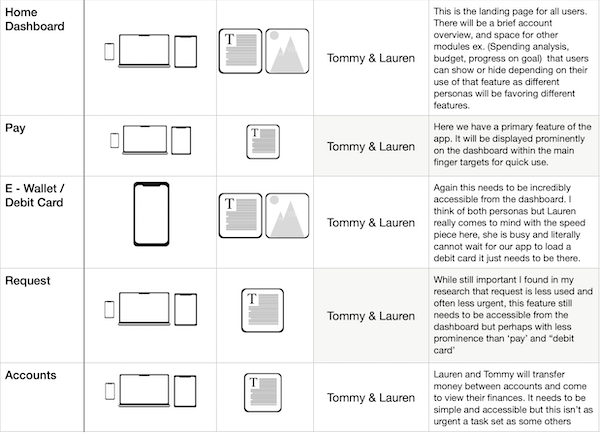 Home
Dashboard
T
Tommy & Lauren
This is the landing page for all users.
There will be a brief account
overview, and space for other
modules ex. (Spending analysis,
budget, progress on goal)  that users
can show or hide depending on their
use of that feature as different
personas will be favoring different
features.
Pay
T
Tommy & Lauren
Here we have a primary feature of the
app. It will be displayed prominently
on the dashboard within the main
finger targets for quick use.
E - Wallet /
Debit Card
T
Tommy & Lauren
Again this needs to be incredibly
accessible from the dashboard. I
think of both personas but Lauren
really comes to mind with the speed
piece here, she is busy and literally
cannot wait for our app to load a
debit card it just needs to be there.
Request
T
Tommy & Lauren
While still important I found in my
research that request is less used and
often less urgent, this feature still
needs to be accessible from the
dashboard but perhaps with less
prominence than ‘pay’ and “debit
card’
Accounts
T
Tommy & Lauren
Lauren and Tommy will transfer
money between accounts and come
to view their finances. It needs to be
simple and accessible but this isn’t as
urgent a task set as some others